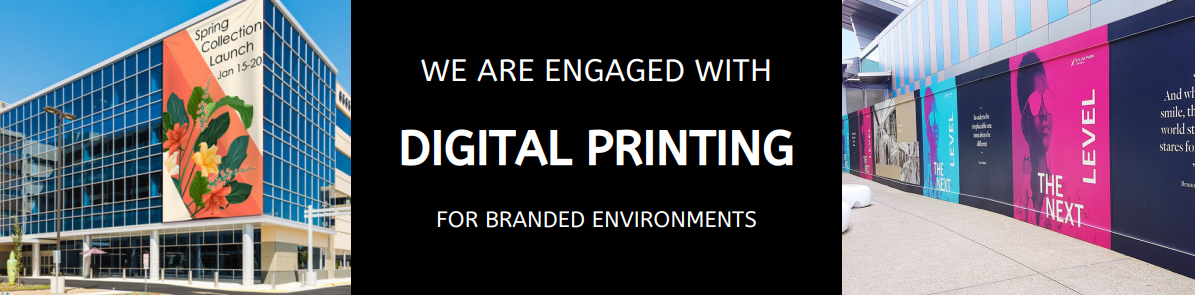 Spring
Collection
Launch
Jan 15-20
WE ARE ENGAGED WITH
DIGITAL PRINTING
FOR BRANDED ENVIRONMENTS
THE
NEXT
LEVEL
THE
NEXT
LEVEL
And wh
smile, th
world st
stares fo